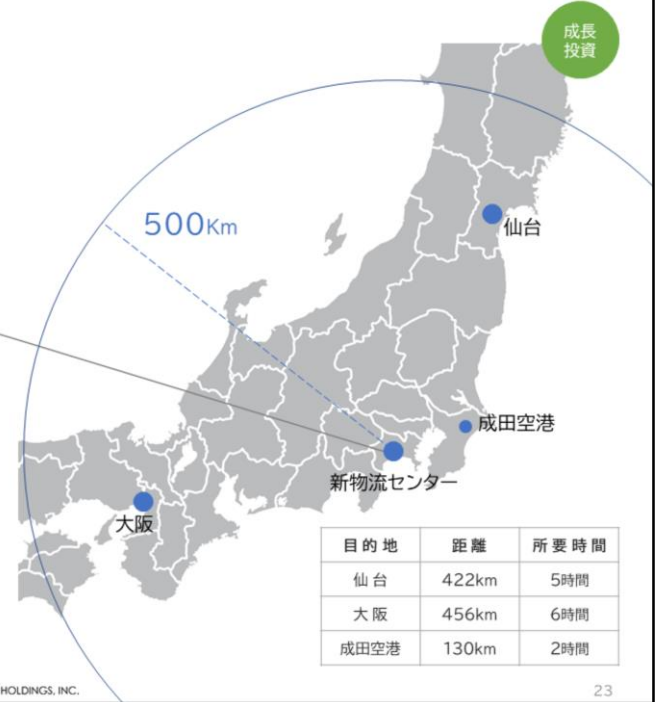 成長
投資
500Km
仙台
成田空港
新物流センター
大阪
目的地 距離 所要時間
仙台 422km 5時間
大阪 456km 6時間
成田空港 130km 2時間
HOLDINGS, INC.
23